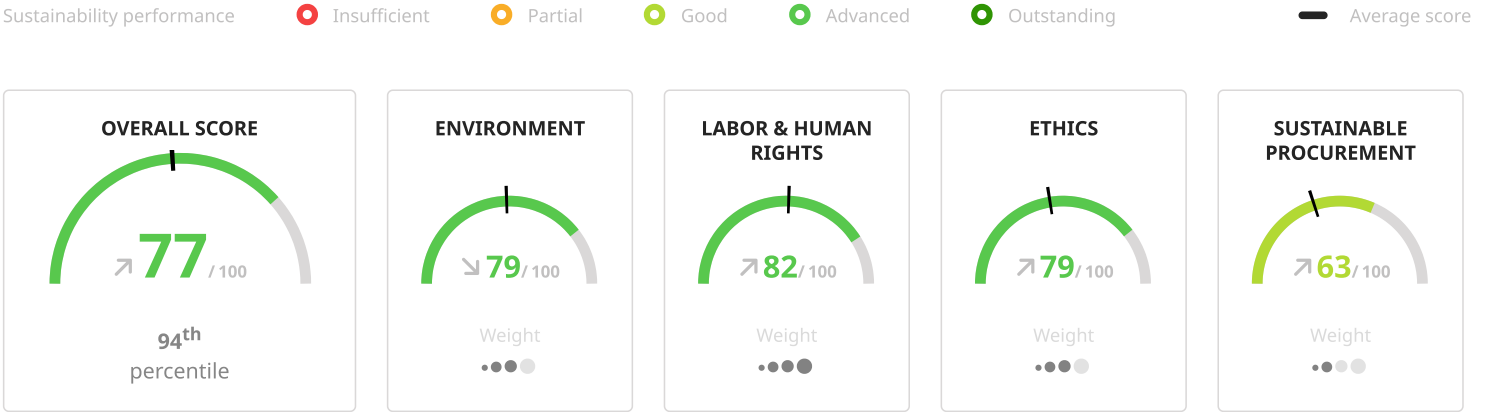 Sustainability performance
Insufficient
Partial
Good
Advanced
Outstanding
Average score
OVERALL SCORE
77 / 100
94th
percentile
ENVIRONMENT
79 / 100
Weight
LABOR & HUMAN
RIGHTS
82 / 100
Weight
ETHICS
79 / 100
Weight
SUSTAINABLE
PROCUREMENT
63 / 100
Weight